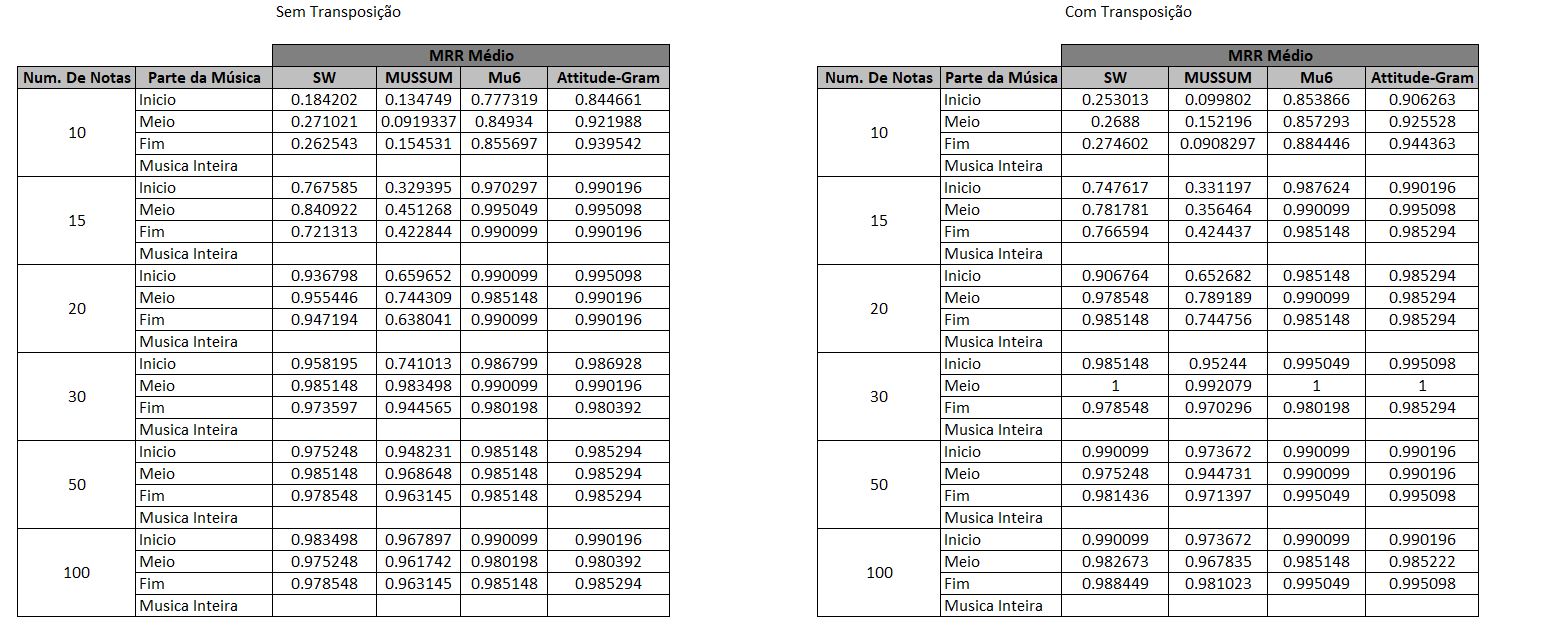 Sem Transposição
MRR Médio
Num. De Notas Parte da Música SW MUSSUM Mu6 Attitude-Gram
10 Inicio 0.184202 0.134749 0.777319 0.844661
Meio 0.271021 0.0919337 0.84934 0.921988
Fim 0.262543 0.154531 0.855697 0.939542
Musica Inteira
15 Inicio 0.767585 0.329395 0.970297 0.990196
Meio 0.840922 0.451268 0.995049 0.995098
Fim 0.721313 0.422844 0.990099 0.990196
Musica Inteira
20 Inicio 0.936798 0.659652 0.990099 0.995098
Meio 0.955446 0.744309 0.985148 0.990196
Fim 0.947194 0.638041 0.990099 0.990196
Musica Inteira
30 Inicio 0.958195 0.741013 0.986799 0.986928
Meio 0.985148 0.983498 0.990099 0.990196
Fim 0.973597 0.944565 0.980198 0.980392
Musica Inteira
50 Inicio 0.975248 0.948231 0.985148 0.985294
Meio 0.985148 0.968648 0.985148 0.985294
Fim 0.978548 0.963145 0.985148 0.985294
Musica Inteira
100 Inicio 0.983498 0.967897 0.990099 0.990196
Meio 0.975248 0.961742 0.980198 0.980392
Fim 0.978548 0.963145 0.985148 0.985294
Musica Inteira
Com Transposição
MRR Médio
Num. De Notas Parte da Música SW MUSSUM Mu6 Attitude-Gram
10 Inicio 0.253013 0.099802 0.853866 0.906263
Meio 0.2688 0.152196 0.857293 0.925528
Fim 0.274602 0.0908297 0.884446 0.944363
Musica Inteira
15 Inicio 0.747617 0.331197 0.987624 0.990196
Meio 0.781781 0.356464 0.990099 0.995098
Fim 0.766594 0.424437 0.985148 0.985294
Musica Inteira
20 Inicio 0.906764 0.652682 0.985148 0.985294
Meio 0.978548 0.789189 0.990099 0.985294
Fim 0.985148 0.744756 0.985148 0.985294
Musica Inteira
30 Inicio 0.985148 0.95244 0.995049 0.995098
Meio 1 0.992079 1 1
Fim 0.978548 0.970296 0.980198 0.985294
Musica Inteira
50 Inicio 0.990099 0.973672 0.990099 0.990196
Meio 0.975248 0.944731 0.990099 0.990196
Fim 0.981436 0.971397 0.995049 0.995098
Musica Inteira
100 Inicio 0.990099 0.973672 0.990099 0.990196
Meio 0.982673 0.967835 0.985148 0.985222
Fim 0.988449 0.981023 0.995049 0.995098
Musica Inteira